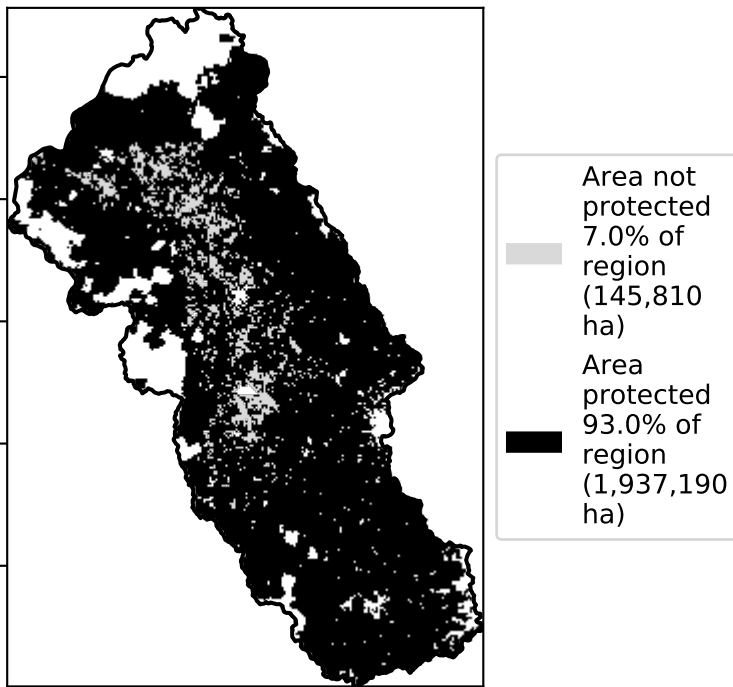 Area not
protected
7.0% of
region
(145,810
ha)
Area
protected
93.0% of
region
(1,937,190
ha)